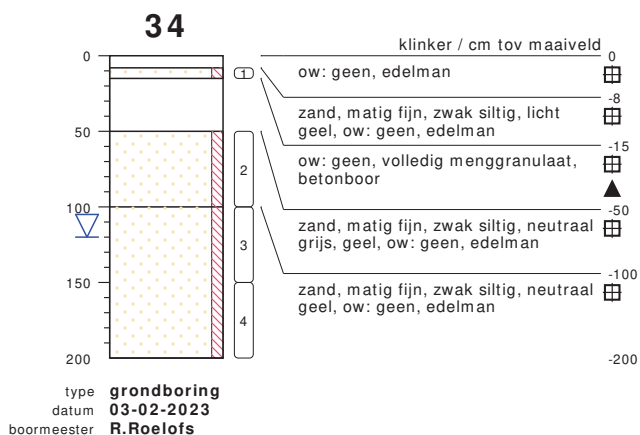 34
klinker / cm tov maaiveld
0
0
ow: geen, edelman
1
-8
zand, matig fijn, zwak siltig, licht
geel, ow: geen, edelman
-15
50
ow: geen, volledig menggranulaat,
betonboor
2
-50
100
zand, matig fijn, zwak siltig, neutraal
grijs, geel, ow: geen, edelman
3
-100
150
zand, matig fijn, zwak siltig, neutraal
geel, ow: geen, edelman
4
200
-200
type grondboring
datum 03-02-2023
boormeester R.Roelofs